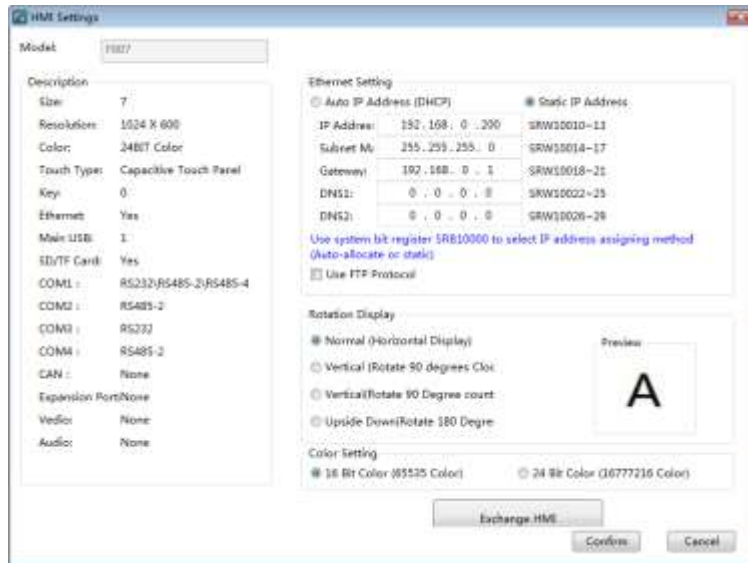 HMI Settings
Model: F007
Description
Size: 7
Resolution: 1024 X 600
Color: 24BIT Color
Touch Type: Capacitive Touch Panel
Key: 0
Ethernet: Yes
Main USB: 1
SD/TF Card: Yes
COM1 : RS232\RS485-2\RS485-4
COM2 : RS485-2
COM3 : RS232
COM4 : RS485-2
CAN : None
Expansion Port: None
Vedio: None
Audio: None
Ethernet Setting
Auto IP Address (DHCP) Static IP Address
IP Addres: 192.168. 0 .200 SRW10010~13
Subnet M: 255.255.255. 0 SRW10014~17
Gateway: 192.168. 0 . 1 SRW10018~21
DNS1: 0 . 0 . 0 . 0 SRW10022~25
DNS2: 0 . 0 . 0 . 0 SRW10026~29
Use system bit register SRB10000 to select IP address assigning method
(Auto-allocate or static)
Use FTP Protocol
Rotation Display
Normal (Horizontal Display)
Vertical (Rotate 90 degrees Cloc
Vertical(Rotate 90 Degree count
Upside Down(Rotate 180 Degre
Preview
A
Color Setting
16 Bit Color (65535 Color) 24 Bit Color (16777216 Color)
Exchange HMI
Confirm Cancel